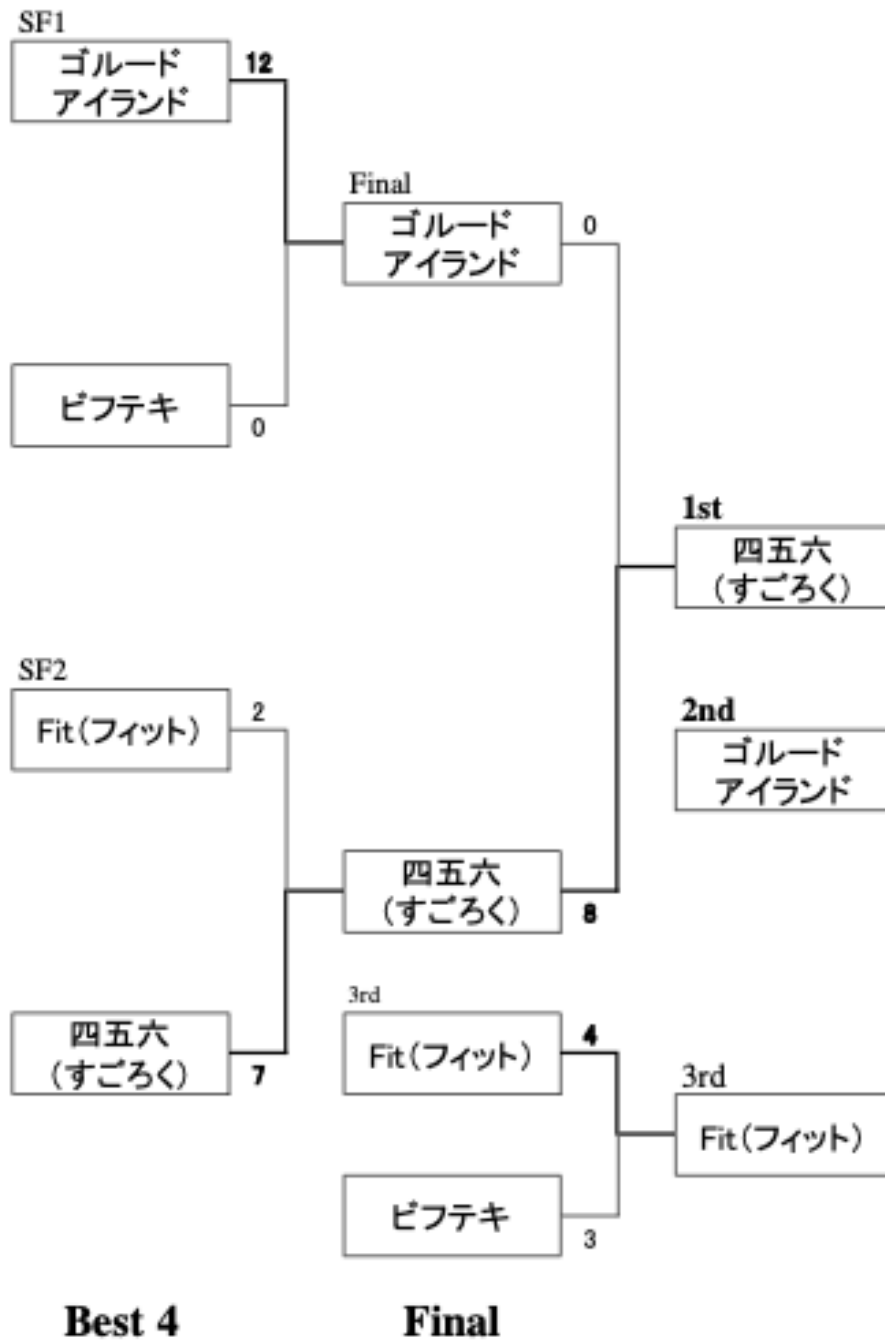 SF1
ゴルード
アイランド
12
Final
ゴルード
アイランド
0
ビフテキ
0
1st
四五六
(すごろく)
SF2
Fit(フィット)
2
2nd
ゴルード
アイランド
四五六
(すごろく)
8
3rd
Fit(フィット)
4
四五六
(すごろく)
7
3rd
Fit(フィット)
ビフテキ
3
Best 4
Final